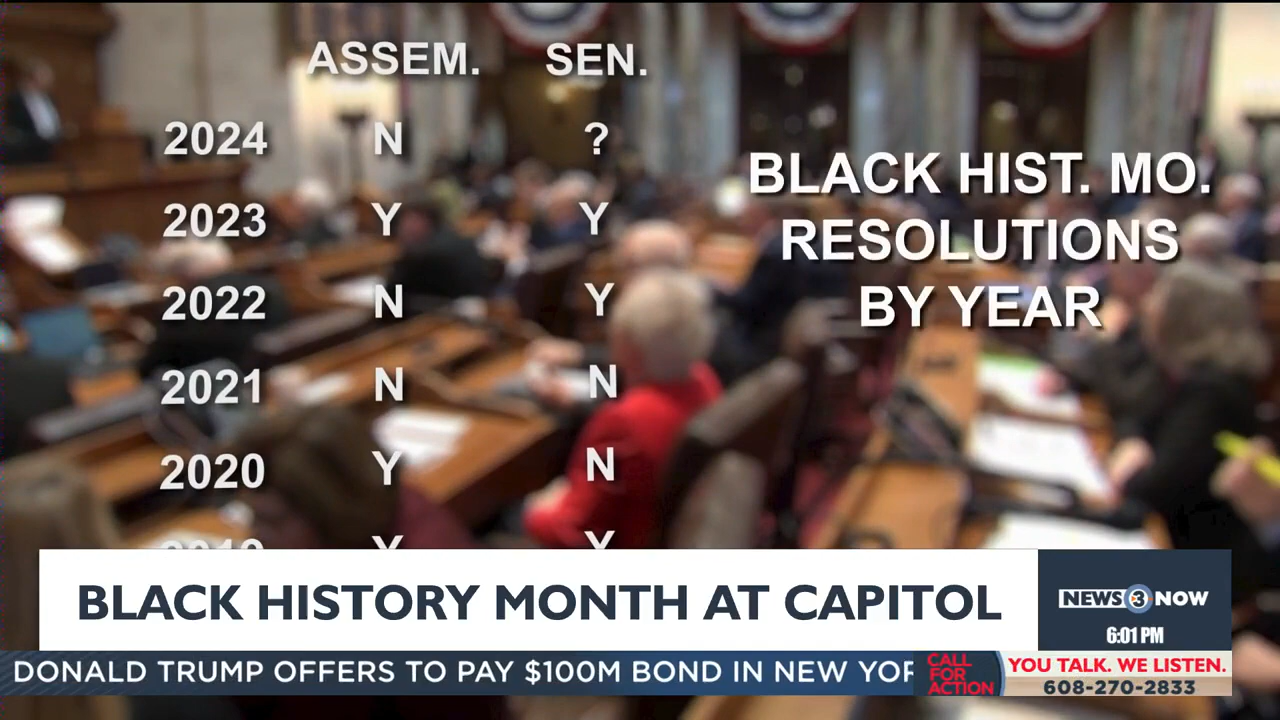 ASSEM. SEN.
2024 N ?
2023 Y Y
2022 N Y
2021 N N
2020 Y N
2019 Y Y
BLACK HIST. MO.
RESOLUTIONS
BY YEAR
BLACK HISTORY MONTH AT CAPITOL
NEWS 3 NOW
6:01 PM
DONALD TRUMP OFFERS TO PAY $100M BOND IN NEW YOR
CALL
FOR
ACTION
YOU TALK. WE LISTEN.
608-270-2833